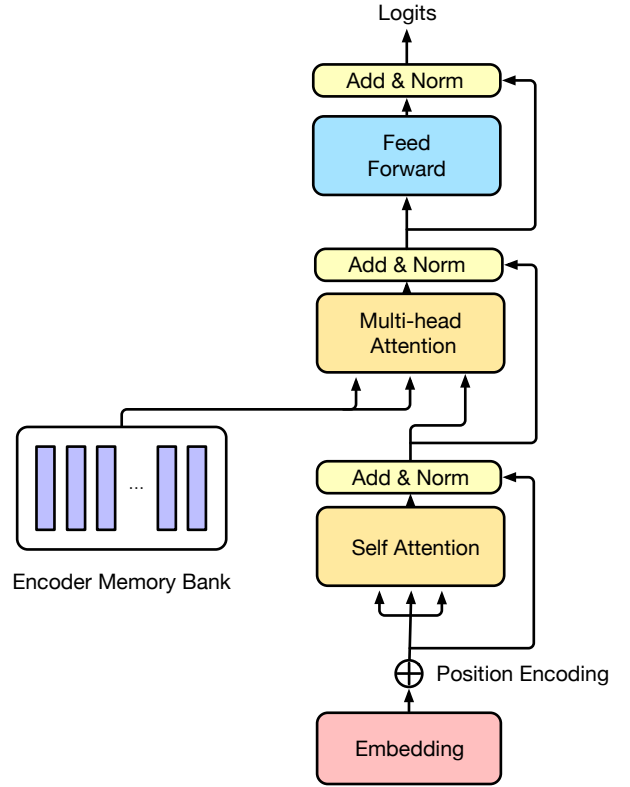 Logits
Add & Norm
Feed
Forward
Add & Norm
Multi-head
Attention
...
Add & Norm
Self Attention
Encoder Memory Bank
Position Encoding
Embedding